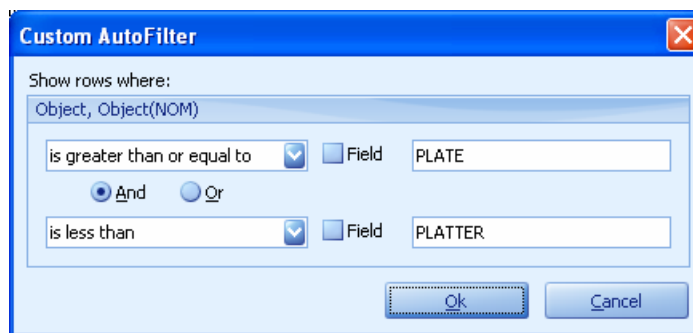 Custom AutoFilter
Show rows where:
Object, Object(NOM)
is greater than or equal to Field PLATE
And Or
is less than Field PLATTER
Ok Cancel